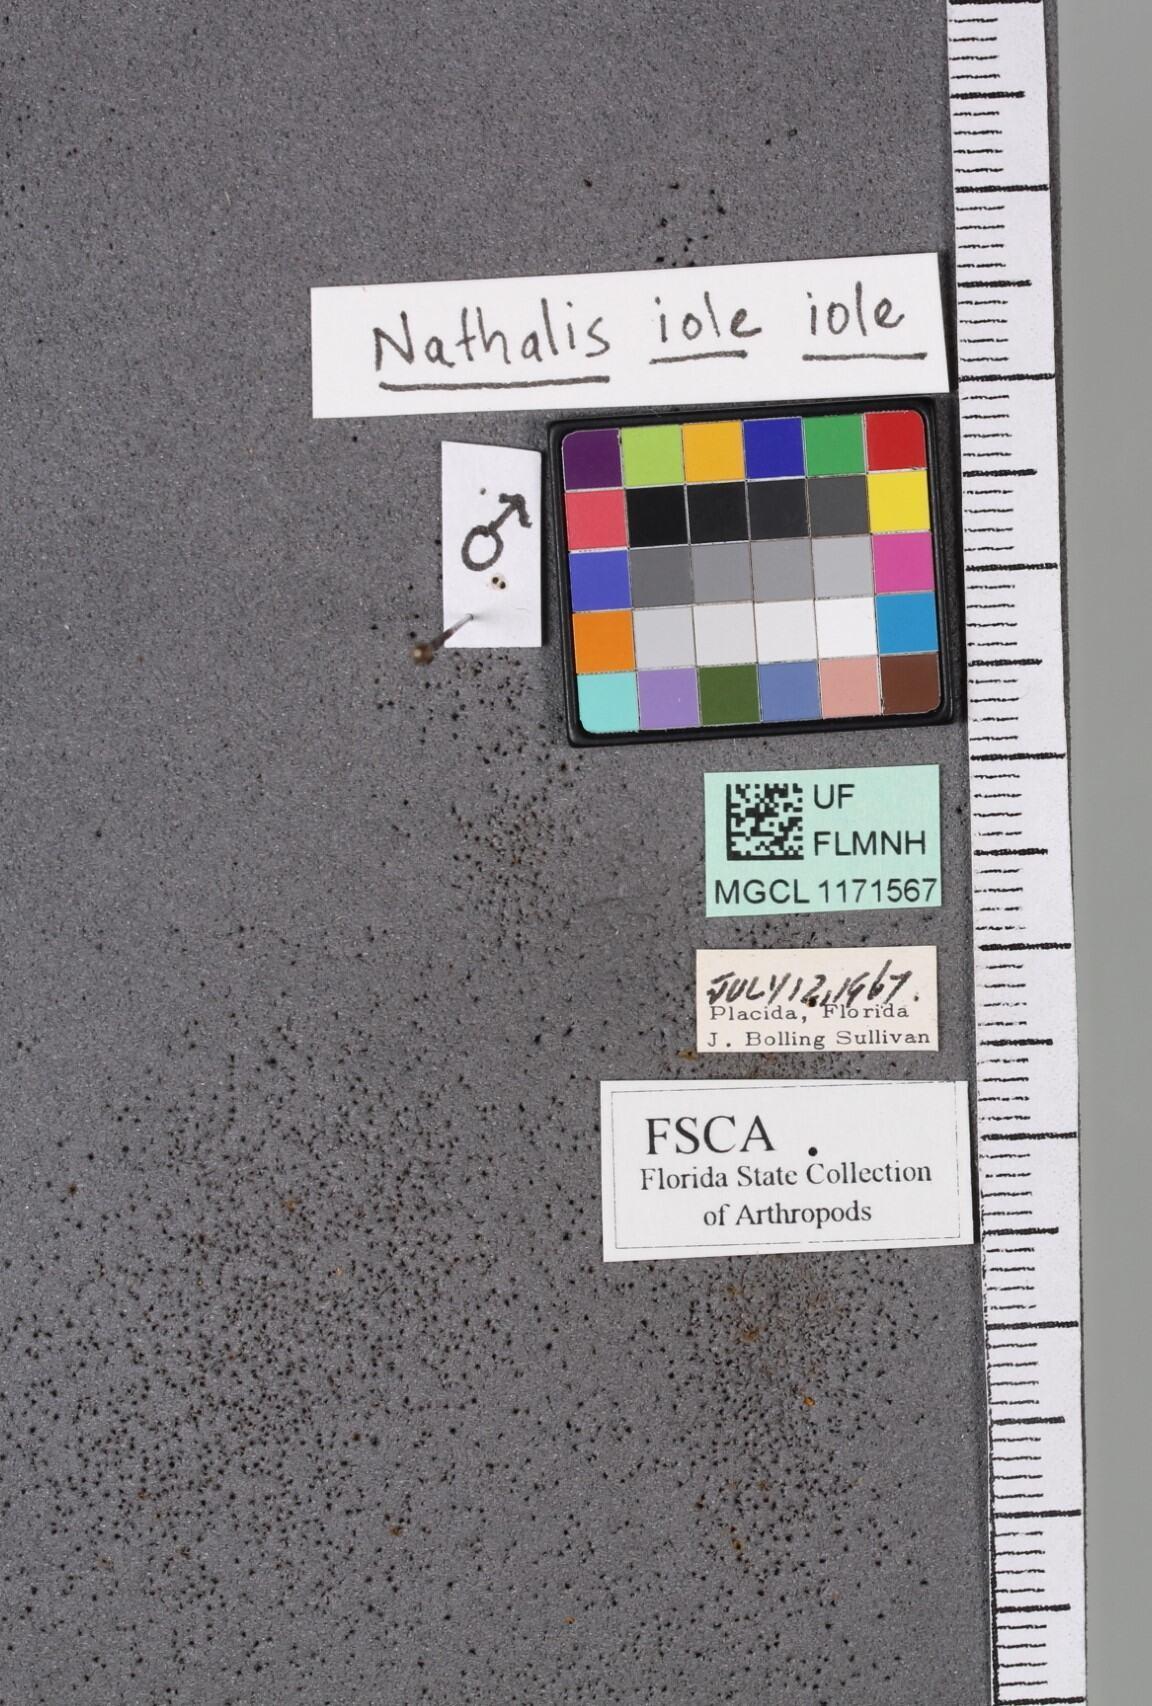 Nathalis iole iole
♂
UF
FLMNH
MGCL 1171567
JULY 12, 1967.
Placida, Florida
J. Bolling Sullivan
FSCA
Florida State Collection
of Arthropods